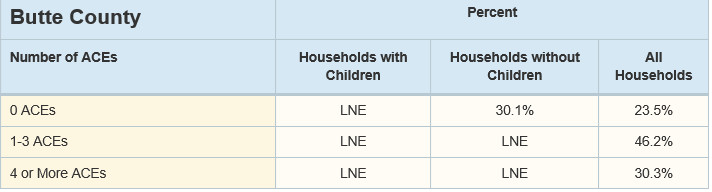 Butte County Percent
Number of ACEs Households with Children Households without Children All Households
0 ACEs LNE 30.1% 23.5%
1-3 ACEs LNE LNE 46.2%
4 or More ACEs LNE LNE 30.3%